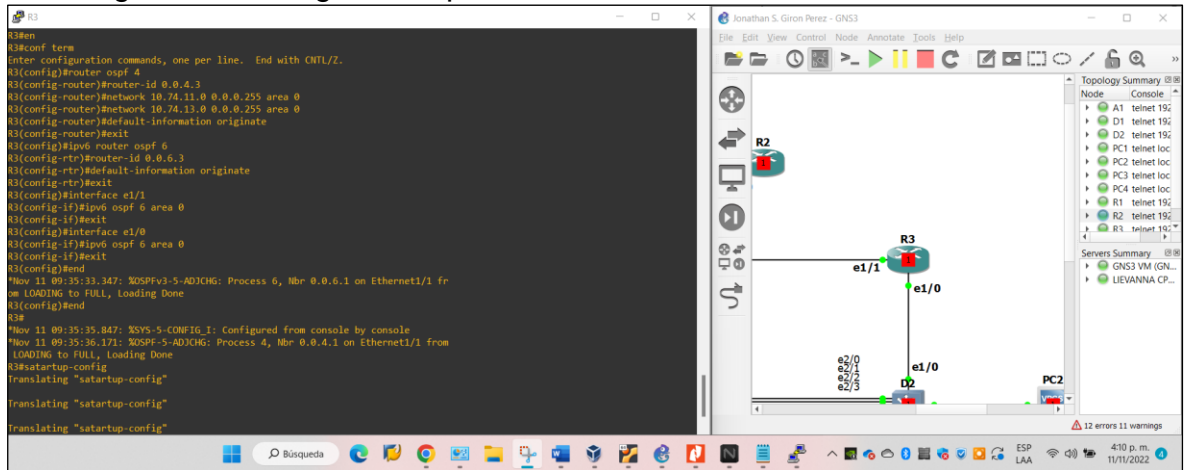 R3
R3#en
R3#conf term
Enter configuration commands, one per line.  End with CNTL/Z.
R3(config)#router ospf 4
R3(config-router)#router-id 0.0.4.3
R3(config-router)#network 10.74.11.0 0.0.0.255 area 0
R3(config-router)#network 10.74.13.0 0.0.0.255 area 0
R3(config-router)#default-information originate
R3(config-router)#exit
R3(config)#ipv6 router ospf 6
R3(config-rtr)#router-id 0.0.6.3
R3(config-rtr)#default-information originate
R3(config-rtr)#exit
R3(config)#interface e1/1
R3(config-if)#ipv6 ospf 6 area 0
R3(config-if)#exit
R3(config)#interface e1/0
R3(config-if)#ipv6 ospf 6 area 0
R3(config-if)#exit
R3(config)#end
*Nov 11 09:35:33.347: %OSPFv3-5-ADJCHG: Process 6, Nbr 0.0.6.1 on Ethernet1/1 fr
om LOADING to FULL, Loading Done
R3(config)#end
R3#
*Nov 11 09:35:35.847: %SYS-5-CONFIG_I: Configured from console by console
*Nov 11 09:35:36.171: %OSPF-5-ADJCHG: Process 4, Nbr 0.0.4.1 on Ethernet1/1 from
LOADING to FULL, Loading Done
R3#satartup-config
Translating "satartup-config"
Translating "satartup-config"
Translating "satartup-config"
Jonathan S. Giron Perez - GNS3
File Edit View Control Node Annotate Tools Help
R2
R3
e1/1
e1/0
e2/0
e2/1
e2/2
e2/3
e1/0
D2
PC2
Topology Summary
Node Console
A1 telnet 192
D1 telnet 192
D2 telnet 192
PC1 telnet loc
PC2 telnet loc
PC3 telnet loc
PC4 telnet loc
R1 telnet 192
R2 telnet 192
R3 telnet 192
Servers Summary
GNS3 VM (GN...
LIEVANNA CP...
12 errors 11 warnings
Búsqueda
ESP
LAA
4:10 p. m.
11/11/2022